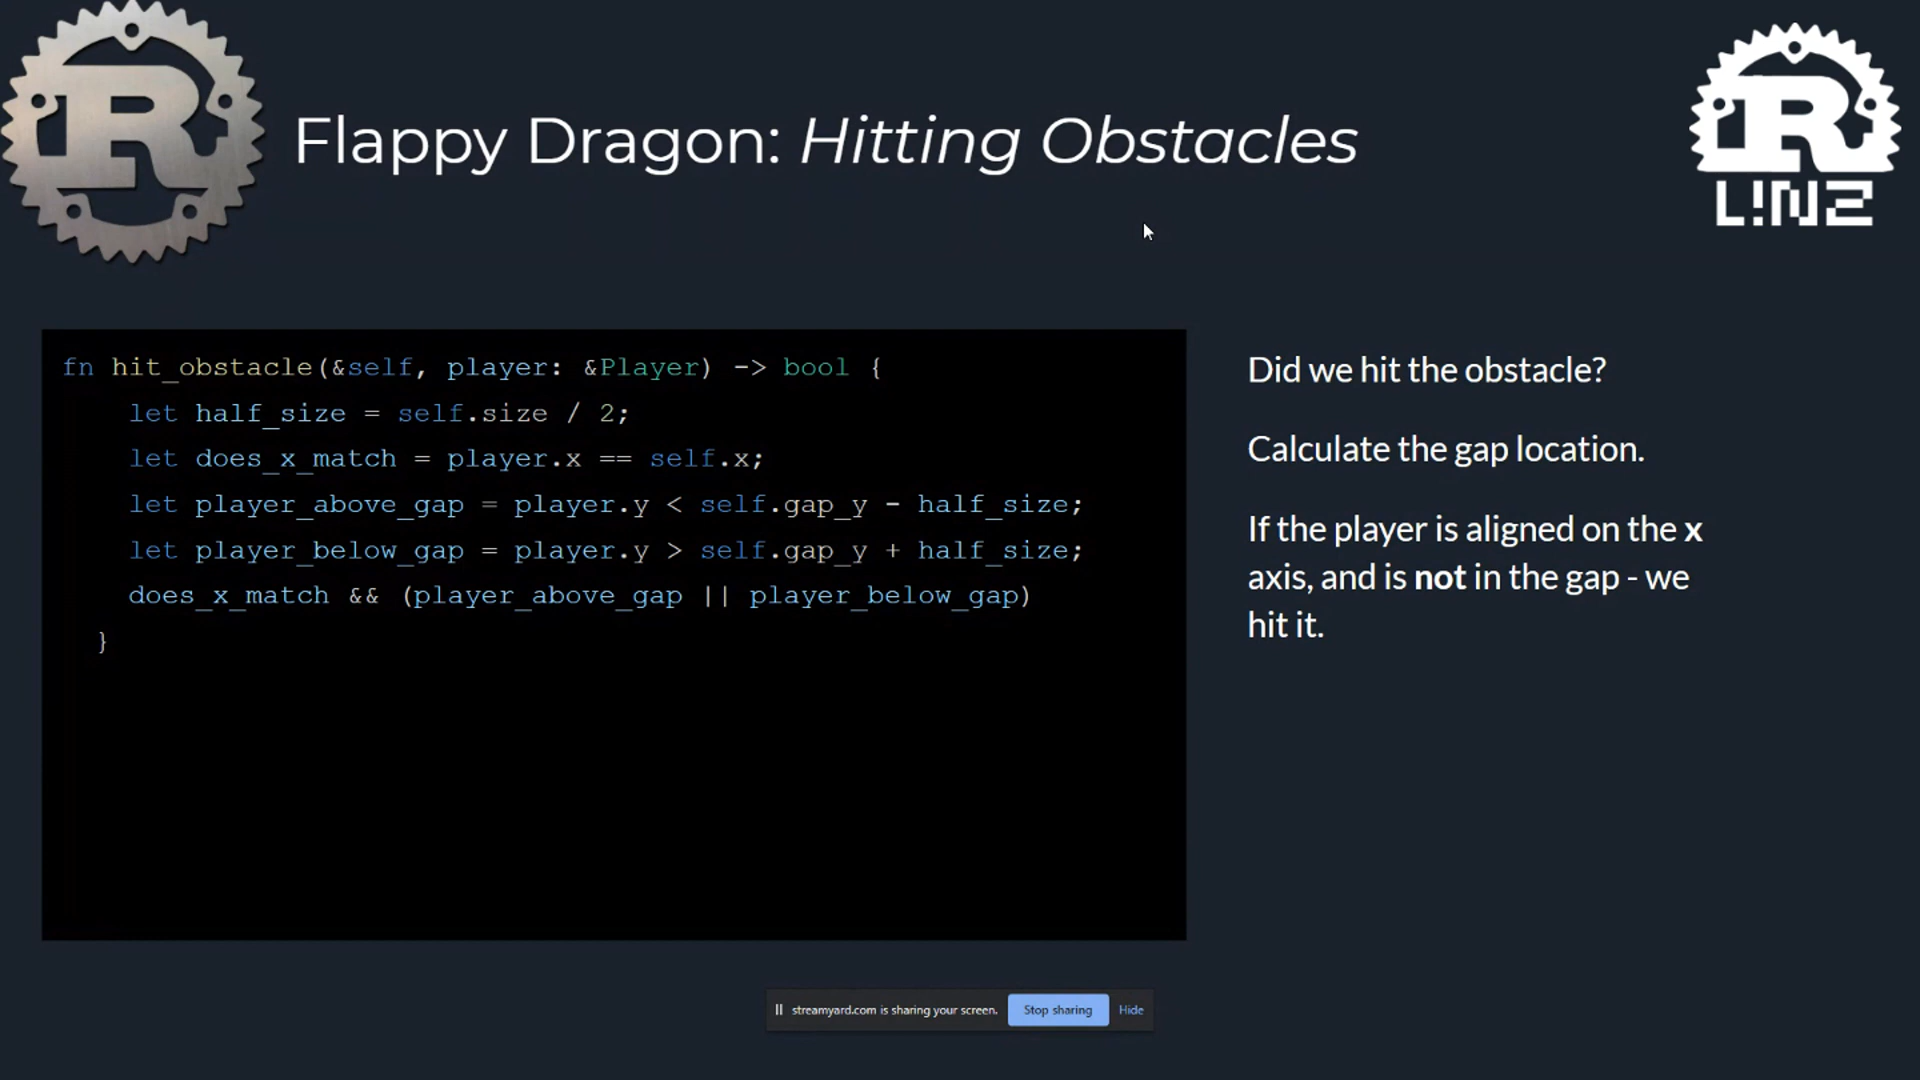 Flappy Dragon: Hitting Obstacles
R
R
L!NZ
fn hit_obstacle(&self, player: &Player) -> bool {
    let half_size = self.size / 2;
    let does_x_match = player.x == self.x;
    let player_above_gap = player.y < self.gap_y - half_size;
    let player_below_gap = player.y > self.gap_y + half_size;
    does_x_match && (player_above_gap || player_below_gap)
  }
Did we hit the obstacle?
Calculate the gap location.
If the player is aligned on the x
axis, and is not in the gap - we
hit it.
streamyard.com is sharing your screen.
Stop sharing
Hide